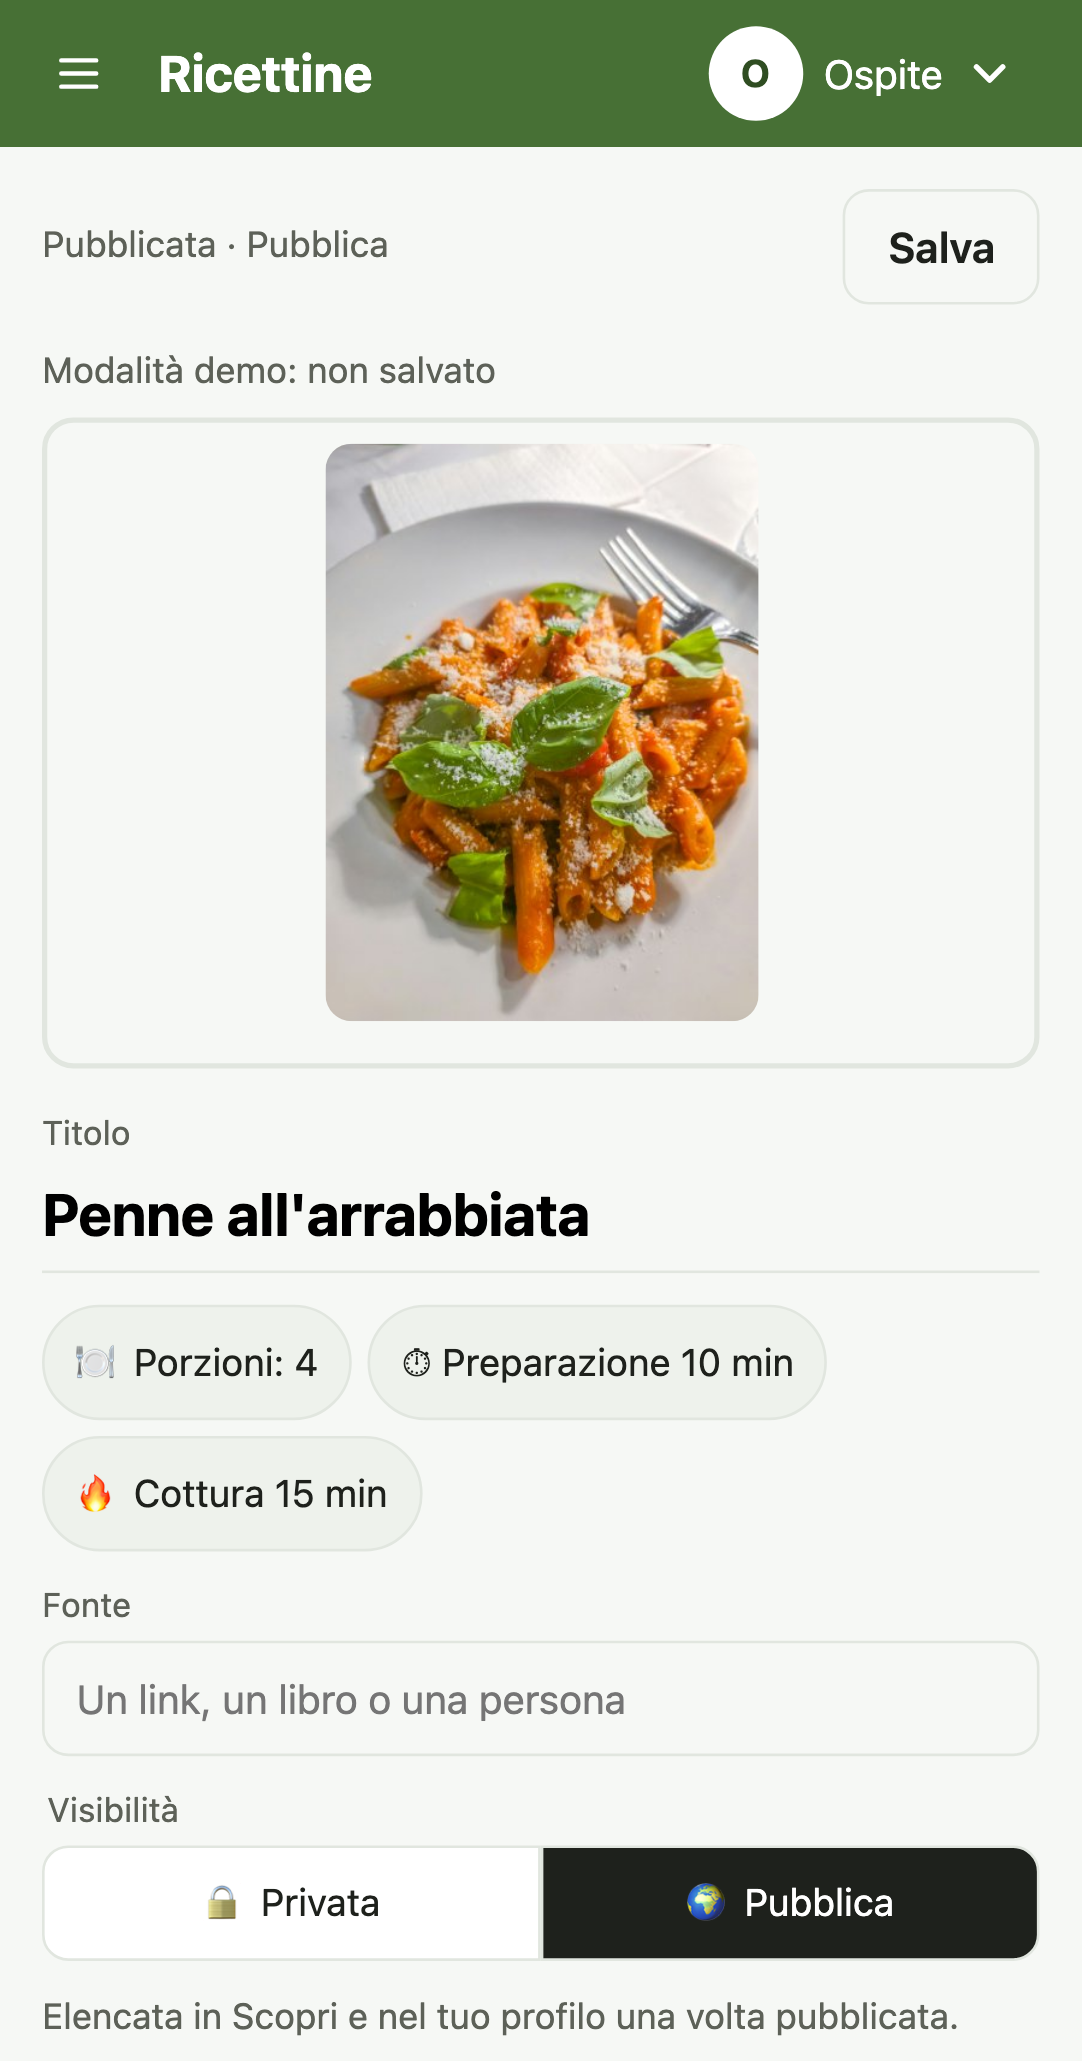 Ricettine
O Ospite
Pubblicata · Pubblica
Salva
Modalità demo: non salvato
Titolo
Penne all'arrabbiata
Porzioni: 4
Preparazione 10 min
Cottura 15 min
Fonte
Un link, un libro o una persona
Visibilità
Privata
Pubblica
Elencata in Scopri e nel tuo profilo una volta pubblicata.